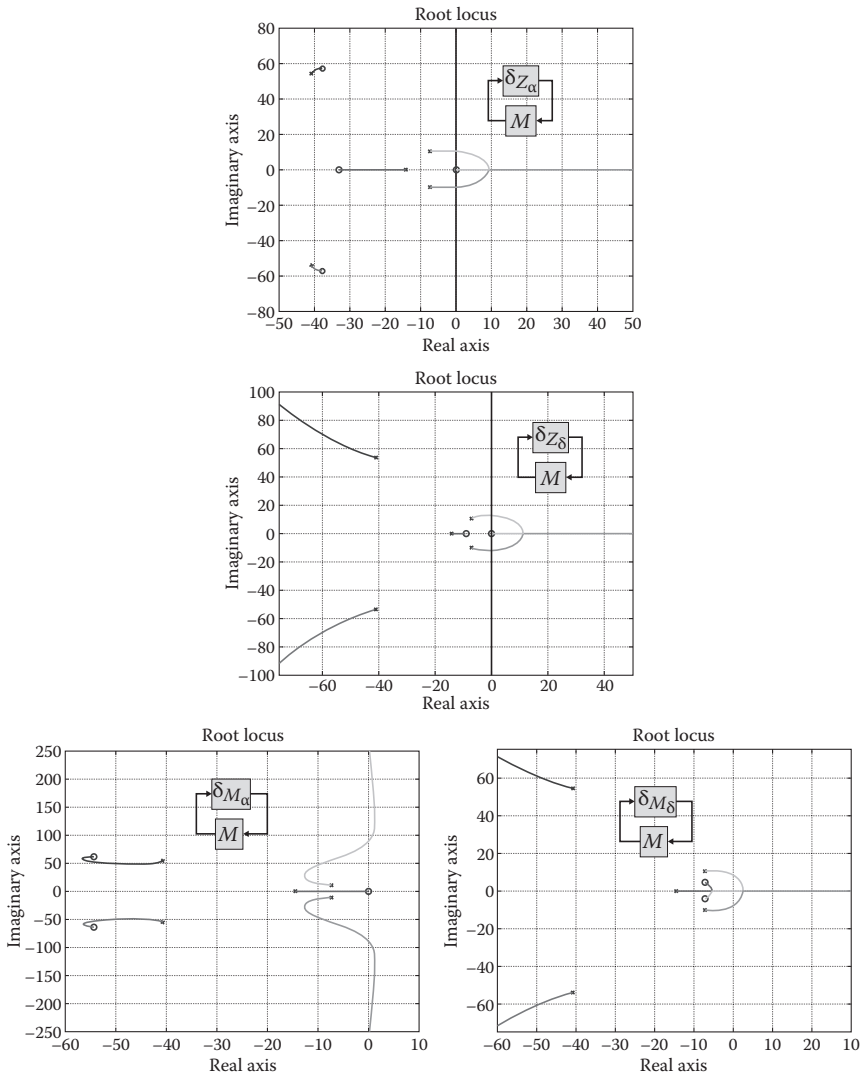 Root locus
80
60
40
20
0
−20
−40
−60
−80
Imaginary axis
−50 −40 −30 −20 −10 0 10 20 30 40 50
Real axis
δZα
M
Root locus
100
80
60
40
20
0
−20
−40
−60
−80
−100
Imaginary axis
−60 −40 −20 0 20 40
Real axis
δZδ
M
Root locus
250
200
150
100
50
0
−50
−100
−150
−200
−250
Imaginary axis
−60 −50 −40 −30 −20 −10 0 10
Real axis
δMα
M
Root locus
60
40
20
0
−20
−40
−60
Imaginary axis
−60 −50 −40 −30 −20 −10 0 10
Real axis
δMδ
M